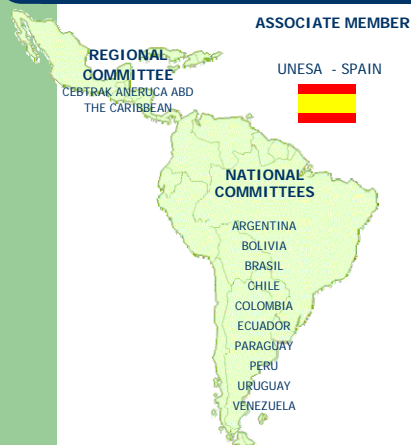 ASSOCIATE MEMBER
REGIONAL
COMMITTEE
CEBTRAK ANERUCA ABD
THE CARIBBEAN
UNESA - SPAIN
NATIONAL
COMMITTEES
ARGENTINA
BOLIVIA
BRASIL
CHILE
COLOMBIA
ECUADOR
PARAGUAY
PERU
URUGUAY
VENEZUELA